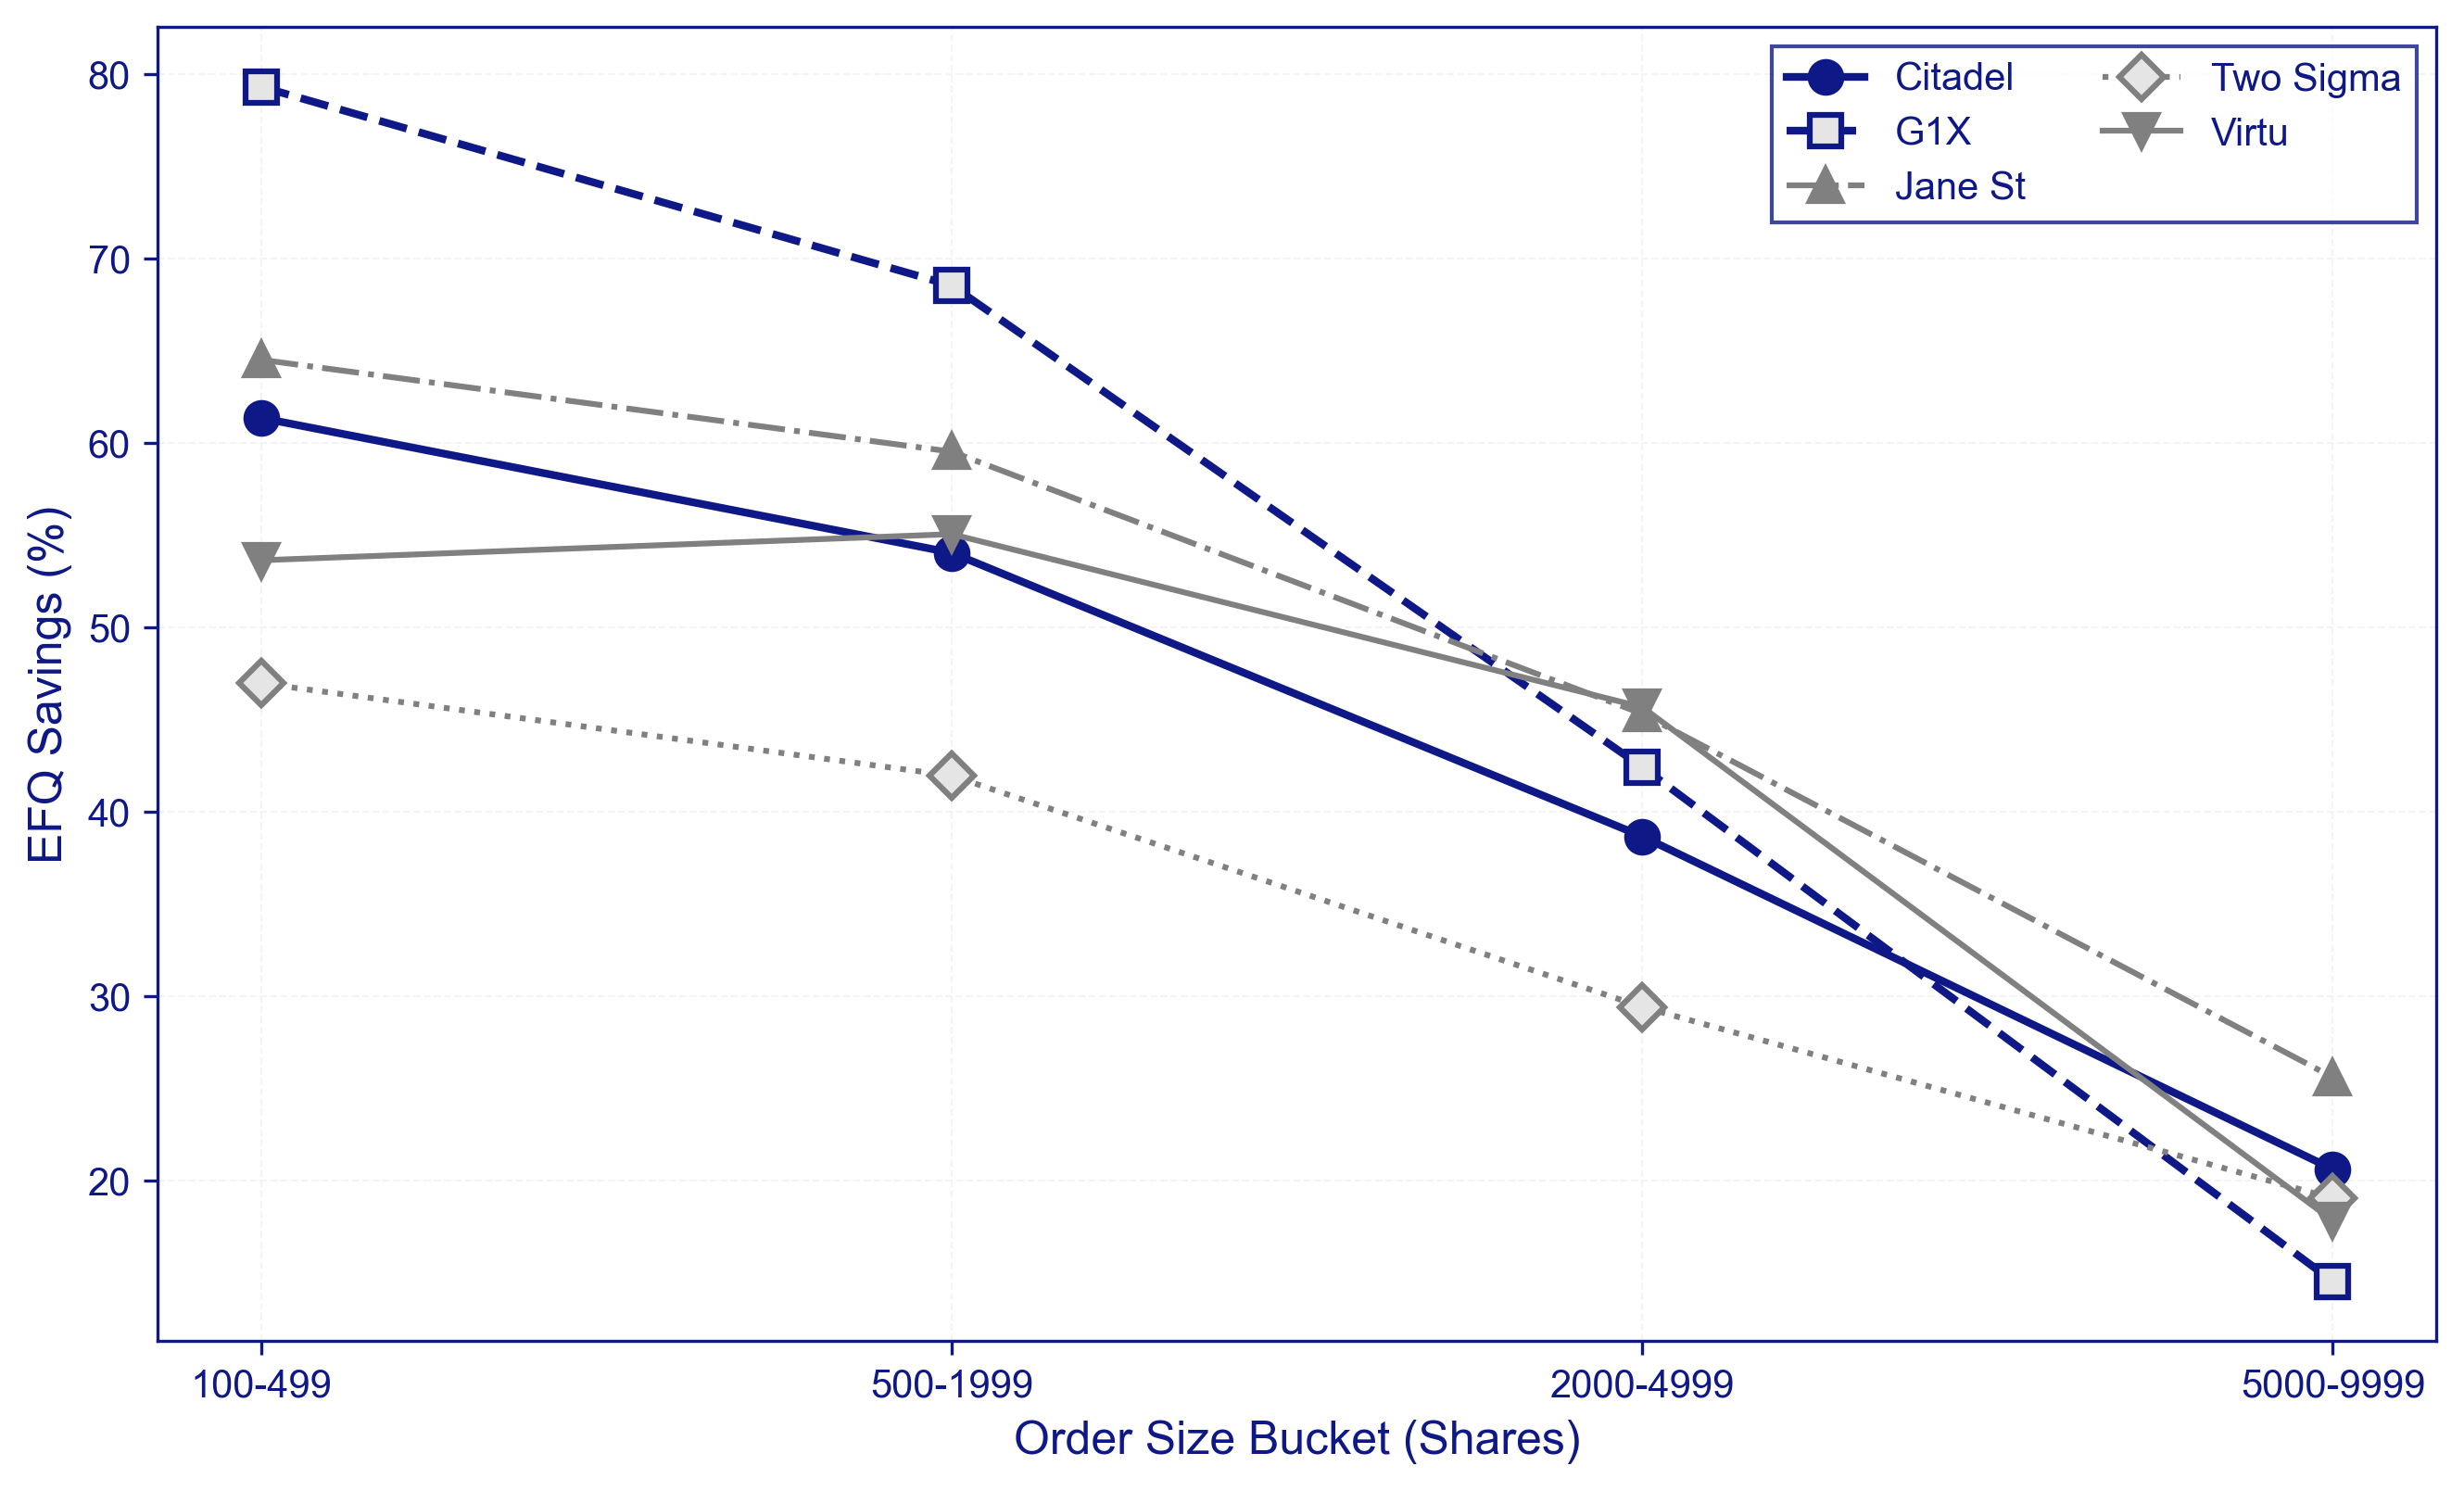 Citadel
G1X
Jane St
Two Sigma
Virtu
EFQ Savings (%)
80
70
60
50
40
30
20
100-499
500-1999
2000-4999
5000-9999
Order Size Bucket (Shares)